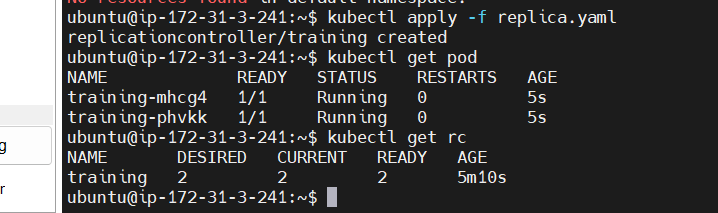 No resources found in default namespace.
ubuntu@ip-172-31-3-241:~$ kubectl apply -f replica.yaml
replicationcontroller/training created
ubuntu@ip-172-31-3-241:~$ kubectl get pod
NAME             READY   STATUS    RESTARTS   AGE
training-mhcg4   1/1     Running   0          5s
training-phvkk   1/1     Running   0          5s
ubuntu@ip-172-31-3-241:~$ kubectl get rc
g
NAME       DESIRED   CURRENT   READY   AGE
training   2         2         2       5m10s
r
ubuntu@ip-172-31-3-241:~$